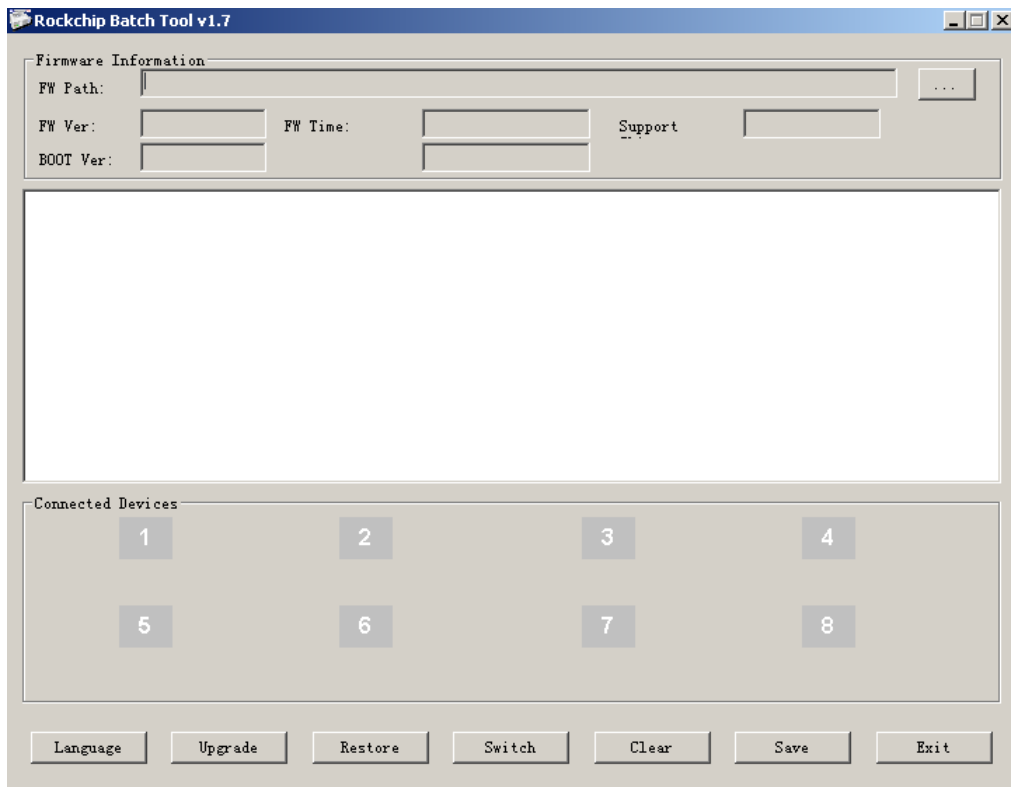 Rockchip Batch Tool v1.7
Firmware Information
FW Path: ...
FW Ver: FW Time: Support
BOOT Ver:
Connected Devices
1 2 3 4
5 6 7 8
Language Upgrade Restore Switch Clear Save Exit